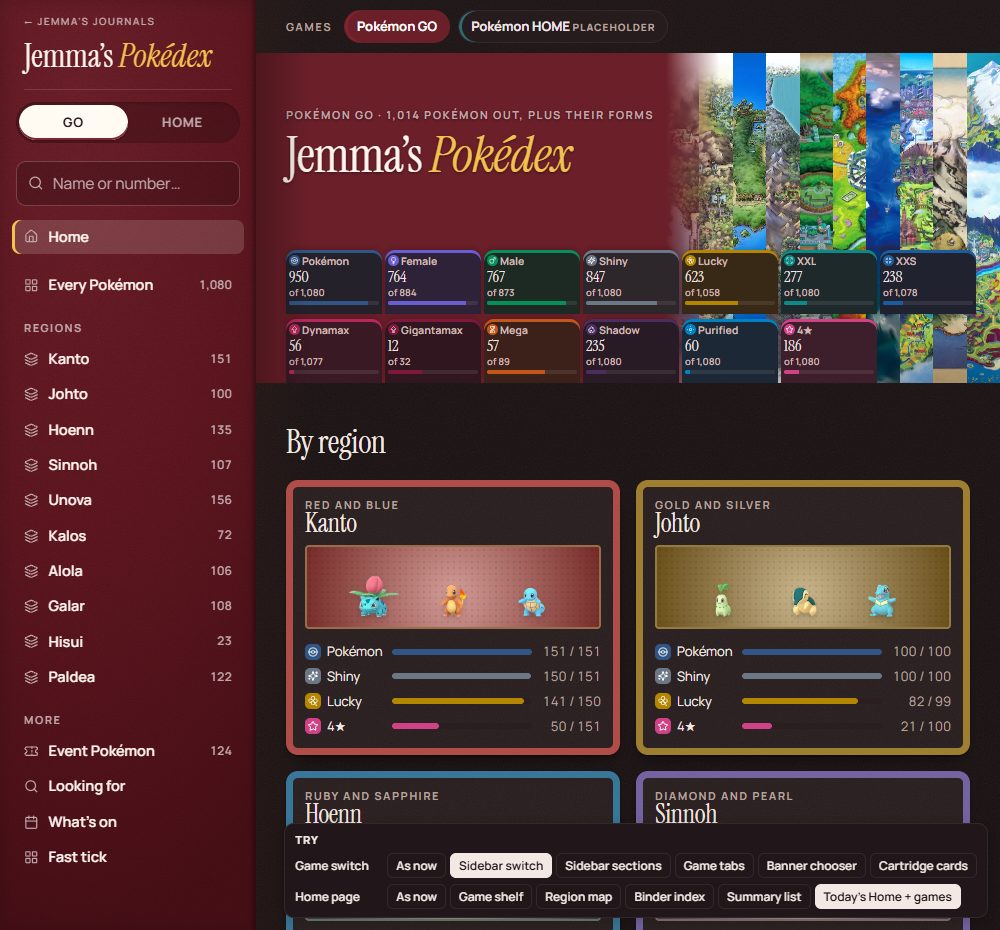 ← JEMMA'S JOURNALS
Jemma's Pokédex
GO HOME
Name or number...
Home
Every Pokémon 1,080
REGIONS
Kanto 151
Johto 100
Hoenn 135
Sinnoh 107
Unova 156
Kalos 72
Alola 106
Galar 108
Hisui 23
Paldea 122
MORE
Event Pokémon 124
Looking for
What's on
Fast tick
GAMES Pokémon GO Pokémon HOME PLACEHOLDER
POKÉMON GO · 1,014 POKÉMON OUT, PLUS THEIR FORMS
Jemma's Pokédex
Pokémon
950
of 1,080
Female
764
of 884
Male
767
of 873
Shiny
847
of 1,080
Lucky
623
of 1,058
XXL
277
of 1,080
XXS
238
of 1,078
Dynamax
56
of 1,077
Gigantamax
12
of 32
Mega
57
of 89
Shadow
235
of 1,080
Purified
60
of 1,080
4★
186
of 1,080
By region
RED AND BLUE
Kanto
Pokémon 151 / 151
Shiny 150 / 151
Lucky 141 / 150
4★ 50 / 151
GOLD AND SILVER
Johto
Pokémon 100 / 100
Shiny 100 / 100
Lucky 82 / 99
4★ 21 / 100
RUBY AND SAPPHIRE
Hoenn
DIAMOND AND PEARL
Sinnoh
TRY
Game switch As now Sidebar switch Sidebar sections Game tabs Banner chooser Cartridge cards
Home page As now Game shelf Region map Binder index Summary list Today's Home + games